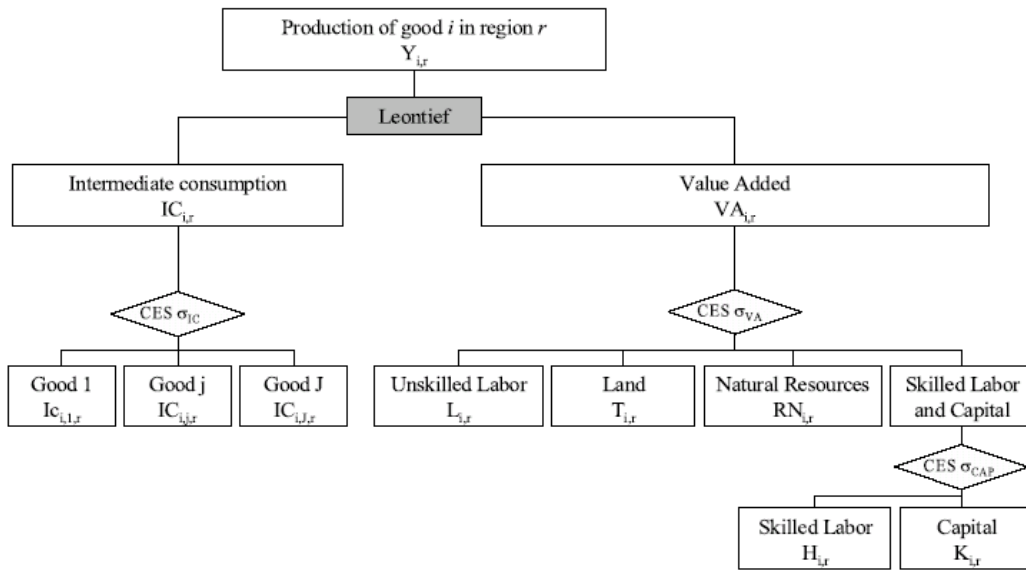 Production of good i in region r
Y_{i,r}
Leontief
Intermediate consumption
IC_{i,r}
Value Added
VA_{i,r}
CES σ_{IC}
CES σ_{VA}
Good 1
Ic_{i,1,r}
Good j
IC_{i,j,r}
Good J
IC_{i,J,r}
Unskilled Labor
L_{i,r}
Land
T_{i,r}
Natural Resources
RN_{i,r}
Skilled Labor
and Capital
CES σ_{CAP}
Skilled Labor
H_{i,r}
Capital
K_{i,r}